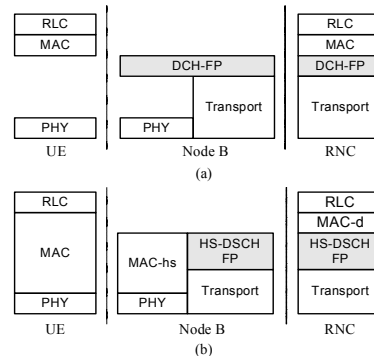 RLC
MAC
PHY
UE
DCH-FP
PHY
Transport
Node B
RLC
MAC
DCH-FP
Transport
RNC
(a)
RLC
MAC
PHY
UE
MAC-hs
PHY
HS-DSCH
FP
Transport
Node B
RLC
MAC-d
HS-DSCH
FP
Transport
RNC
(b)